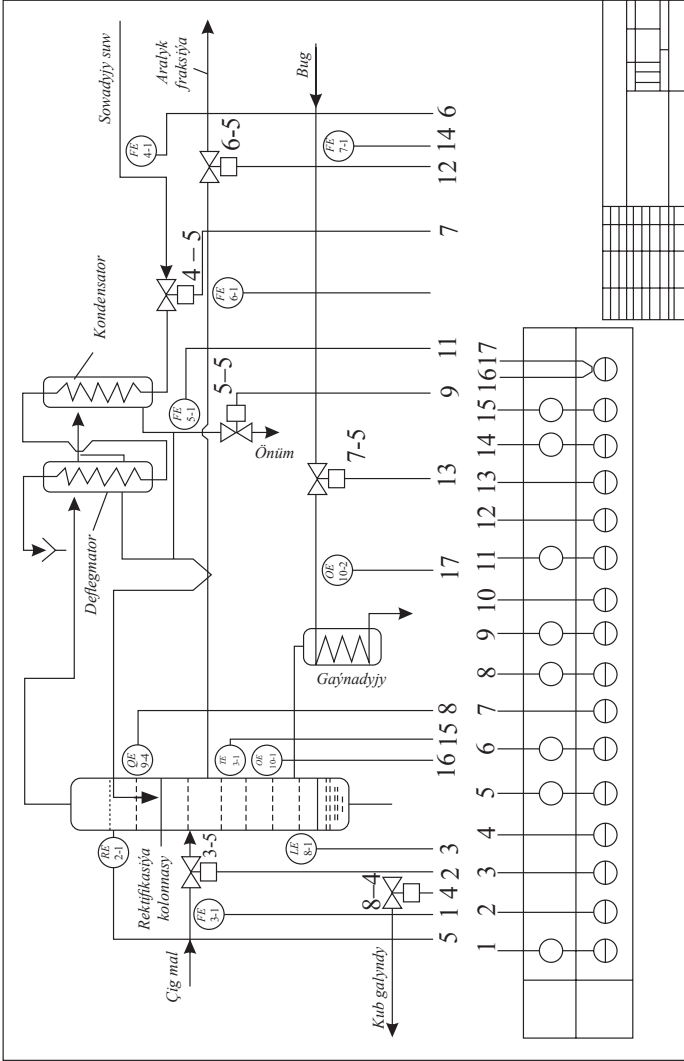 Sowadyjy suw
Aralyk
fraksiýa
Bug
FE
4-1
6-5
FE
7-1
6
14
12
7
4 – 5
FE
6-1
Kondensator
FE
5-1
5–5
Önüm
11
9
7-5
13
Deflegmator
OE
10-2
17
Gaýnadyjy
QE
9-4
TE
3-1
OE
10-1
8
15
16
RE
2-1
Rektifikasiýa
kolonnasy
3-5
LE
8-1
3
2
8–4
4
FE
3-1
1
5
Çig mal
Kub galyndy
1
2
3
4
5
6
7
8
9
10
11
12
13
14
15
16
17